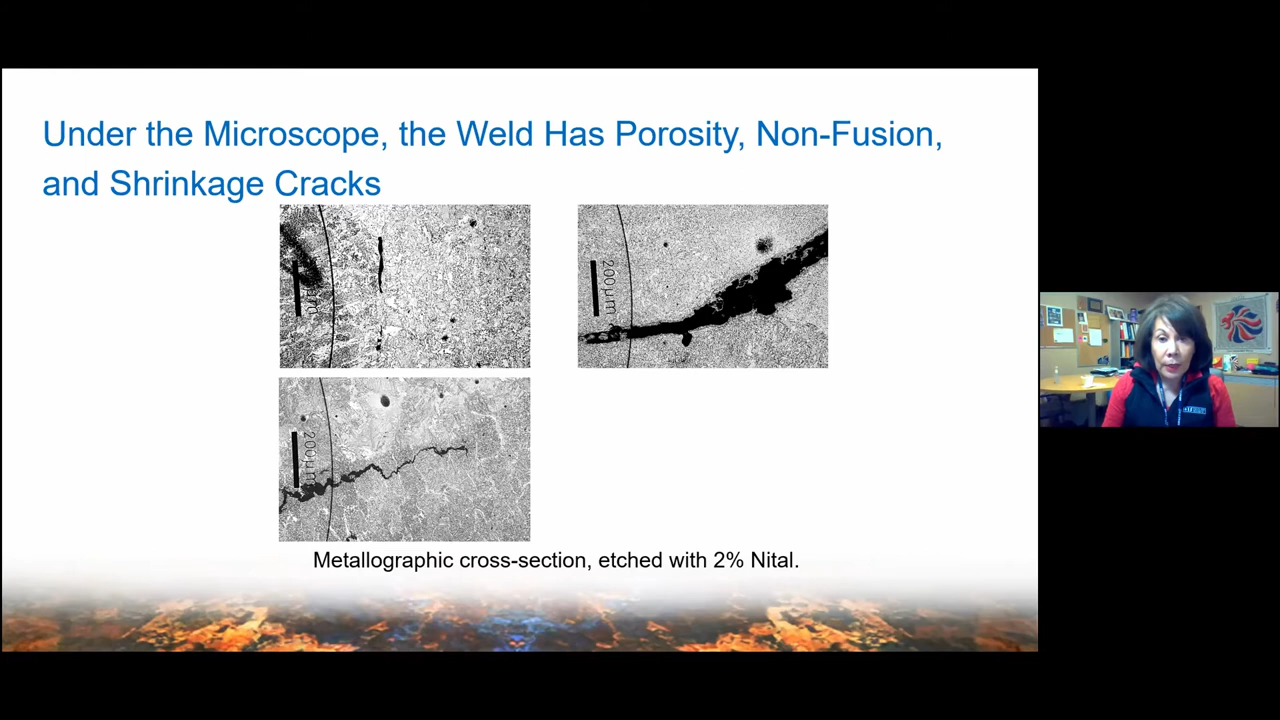 Under the Microscope, the Weld Has Porosity, Non-Fusion,
and Shrinkage Cracks
200µm
200µm
Metallographic cross-section, etched with 2% Nital.